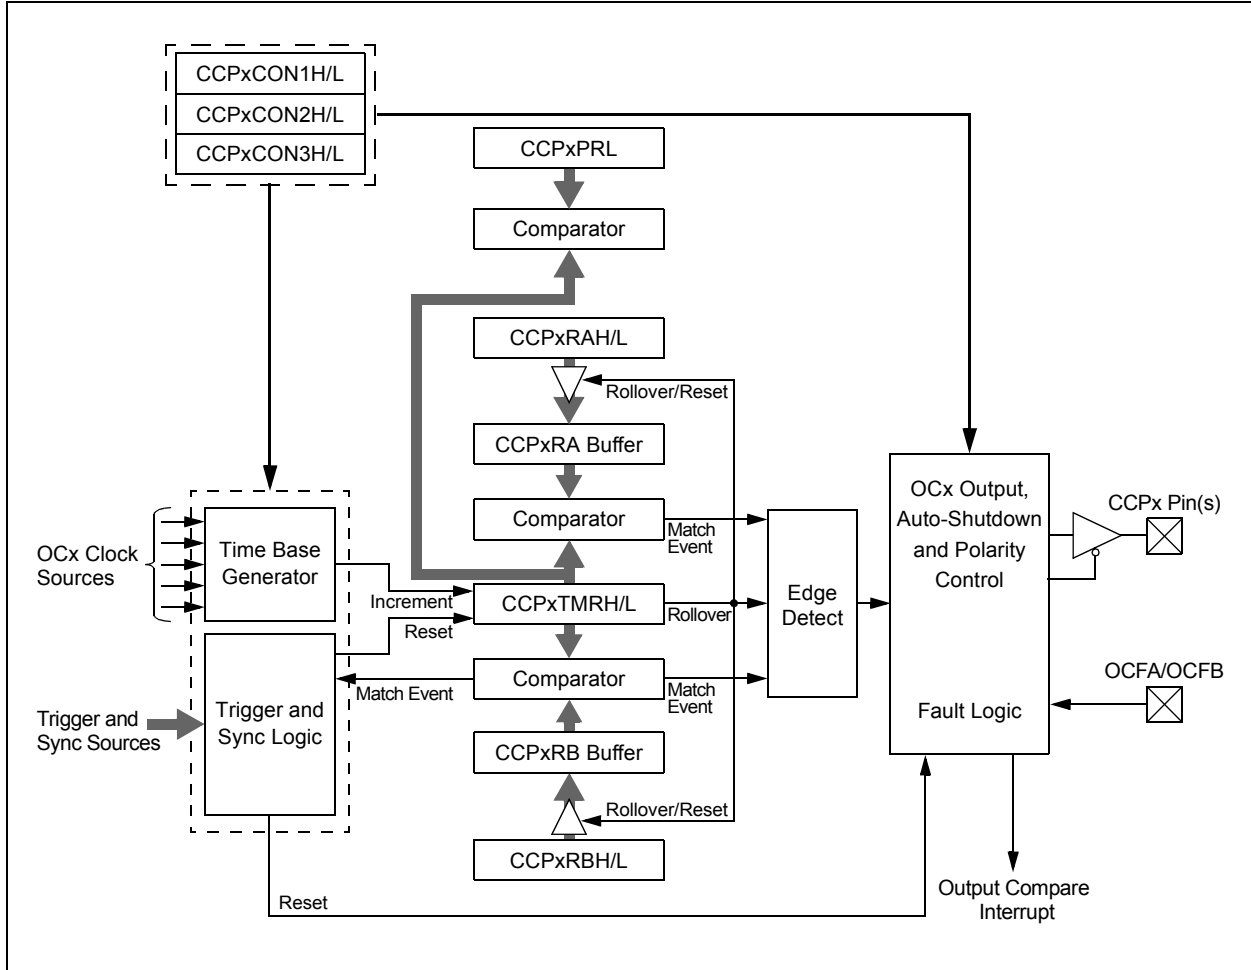 CCPxCON1H/L
CCPxCON2H/L
CCPxCON3H/L
CCPxPRL
Comparator
CCPxRAH/L
Rollover/Reset
CCPxRA Buffer
Comparator
Match
Event
OCx Clock
Sources
Time Base
Generator
Increment
Reset
CCPxTMRH/L
Rollover
Edge
Detect
OCx Output,
Auto-Shutdown
and Polarity
Control
Fault Logic
CCPx Pin(s)
OCFA/OCFB
Match Event
Comparator
Match
Event
Trigger and
Sync Sources
Trigger and
Sync Logic
CCPxRB Buffer
Rollover/Reset
CCPxRBH/L
Reset
Output Compare
Interrupt